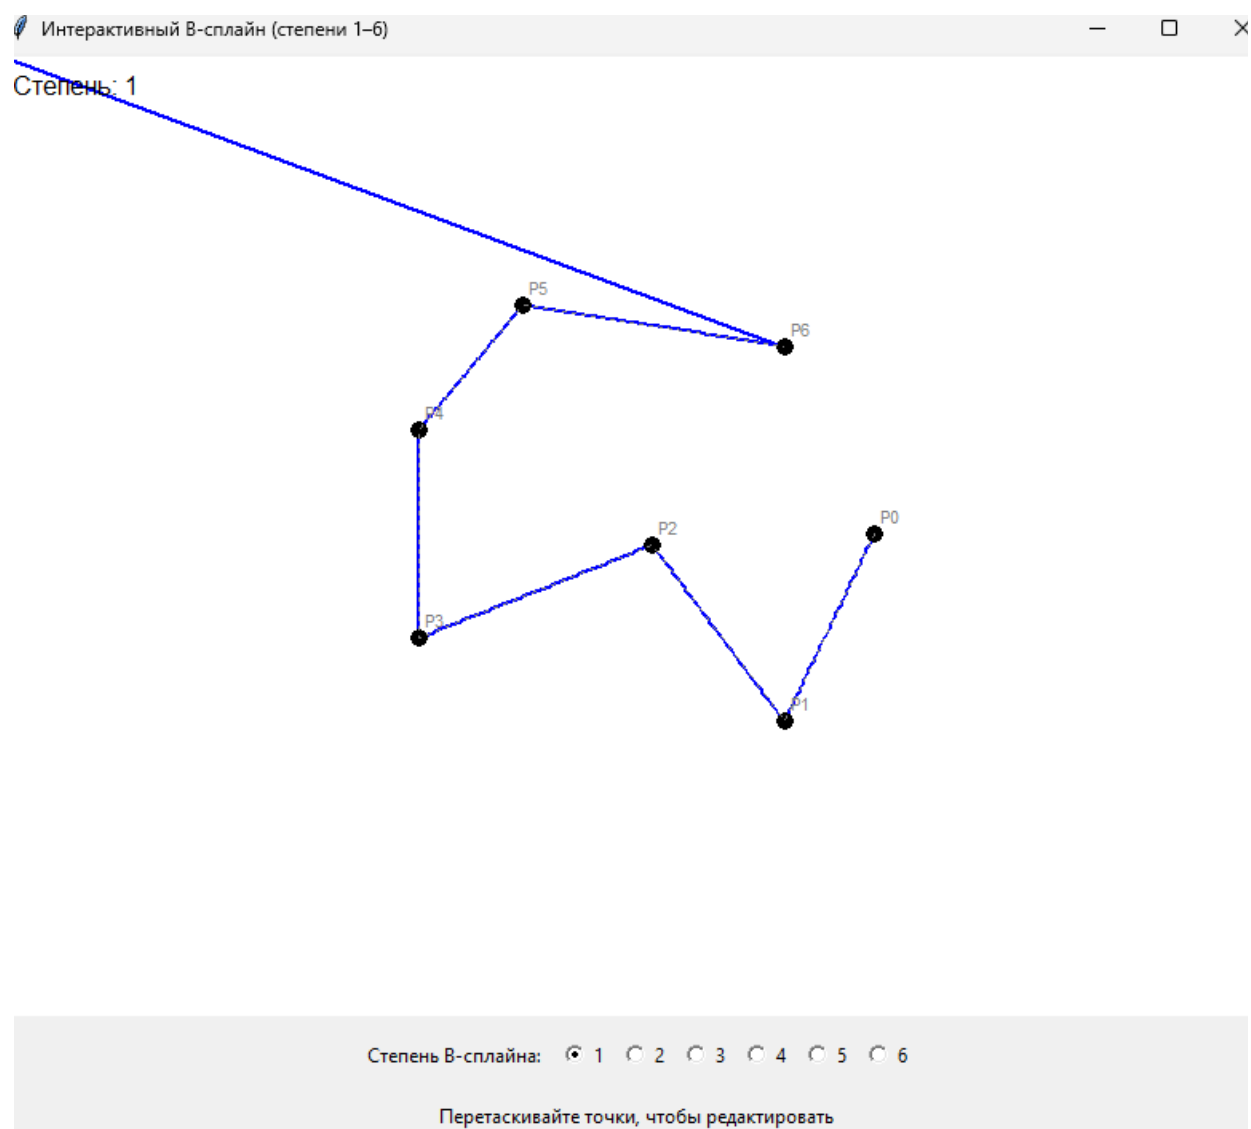 Интерактивный B-сплайн (степени 1–6)
Степень: 1
P5
P6
P4
P0
P2
P3
P1
Степень B-сплайна: 1 2 3 4 5 6
Перетаскивайте точки, чтобы редактировать